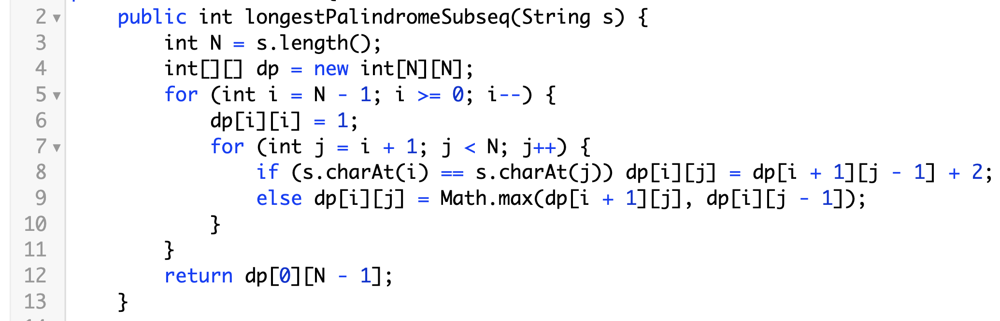 2 public int longestPalindromeSubseq(String s) {
3 int N = s.length();
4 int[][] dp = new int[N][N];
5 for (int i = N - 1; i >= 0; i--) {
6 dp[i][i] = 1;
7 for (int j = i + 1; j < N; j++) {
8 if (s.charAt(i) == s.charAt(j)) dp[i][j] = dp[i + 1][j - 1] + 2;
9 else dp[i][j] = Math.max(dp[i + 1][j], dp[i][j - 1]);
10 }
11 }
12 return dp[0][N - 1];
13 }